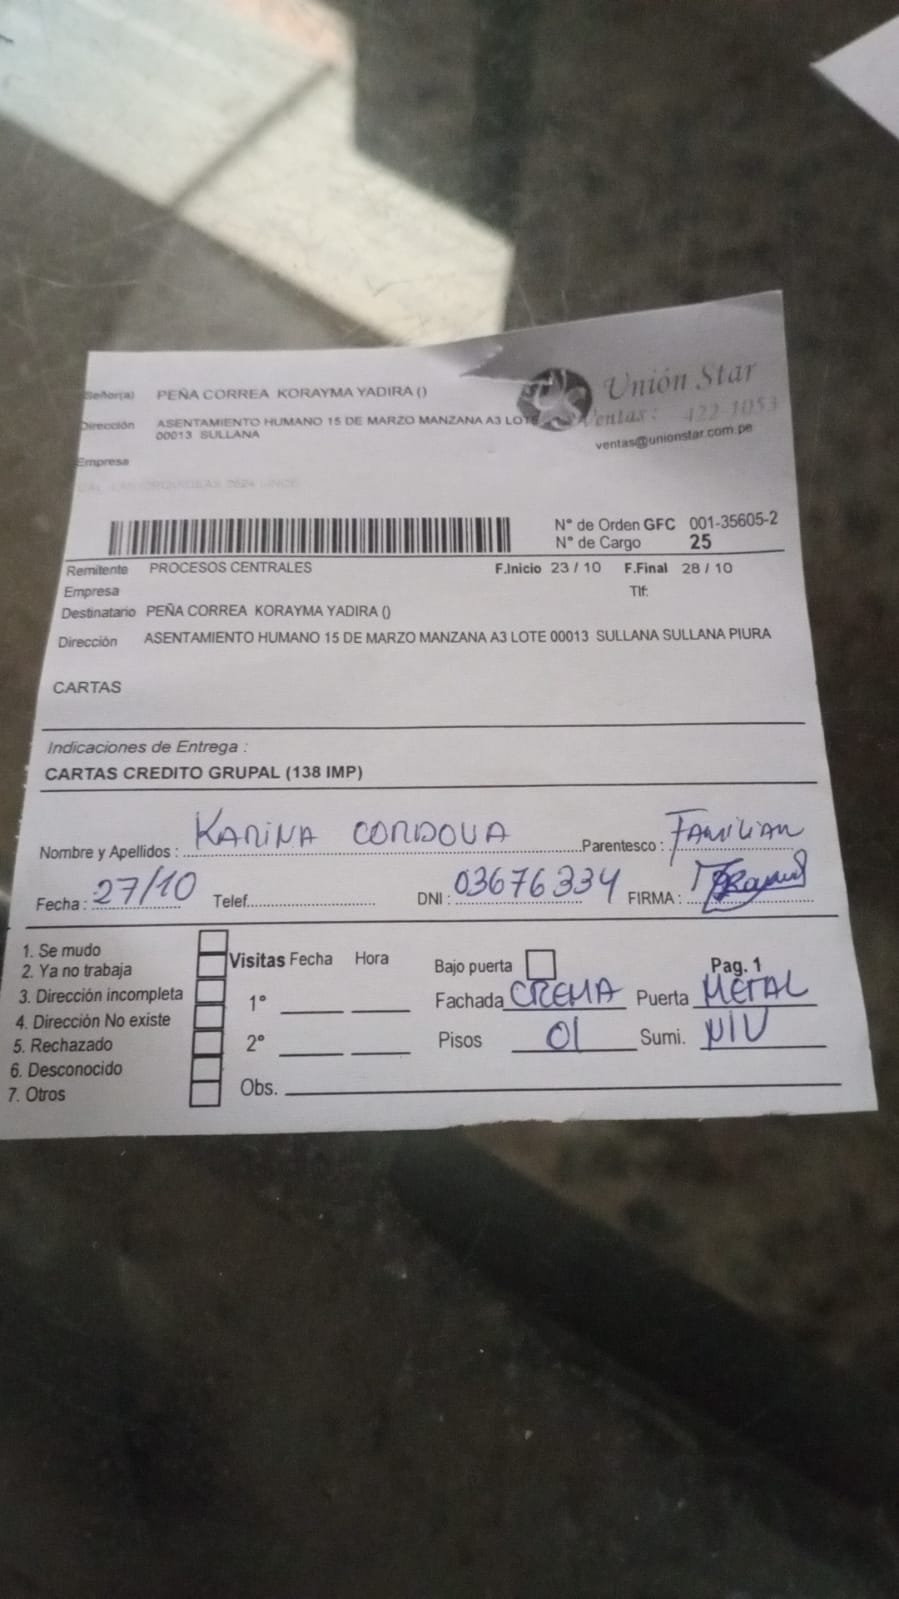 Señor(a) PEÑA CORREA KORAYMA YADIRA ()
Dirección ASENTAMIENTO HUMANO 15 DE MARZO MANZANA A3 LOTE
00013 SULLANA
Empresa
Unión Star
Ventas: 422-1053
ventas@unionstar.com.pe
N° de Orden GFC 001-35605-2
N° de Cargo 25
Remitente PROCESOS CENTRALES F.Inicio 23 / 10 F.Final 28 / 10
Empresa Tlf:
Destinatario PEÑA CORREA KORAYMA YADIRA ()
Dirección ASENTAMIENTO HUMANO 15 DE MARZO MANZANA A3 LOTE 00013 SULLANA SULLANA PIURA
CARTAS
Indicaciones de Entrega :
CARTAS CREDITO GRUPAL (138 IMP)
Nombre y Apellidos : KARINA CORDOVA Parentesco : FAMILIAR
Fecha : 27/10 Telef. DNI : 03676334 FIRMA :
1. Se mudo
2. Ya no trabaja
3. Dirección incompleta
4. Dirección No existe
5. Rechazado
6. Desconocido
7. Otros
Visitas Fecha Hora
1°
2°
Obs.
Bajo puerta Pag. 1
Fachada CREMA Puerta METAL
Pisos 01 Sumi. N/V